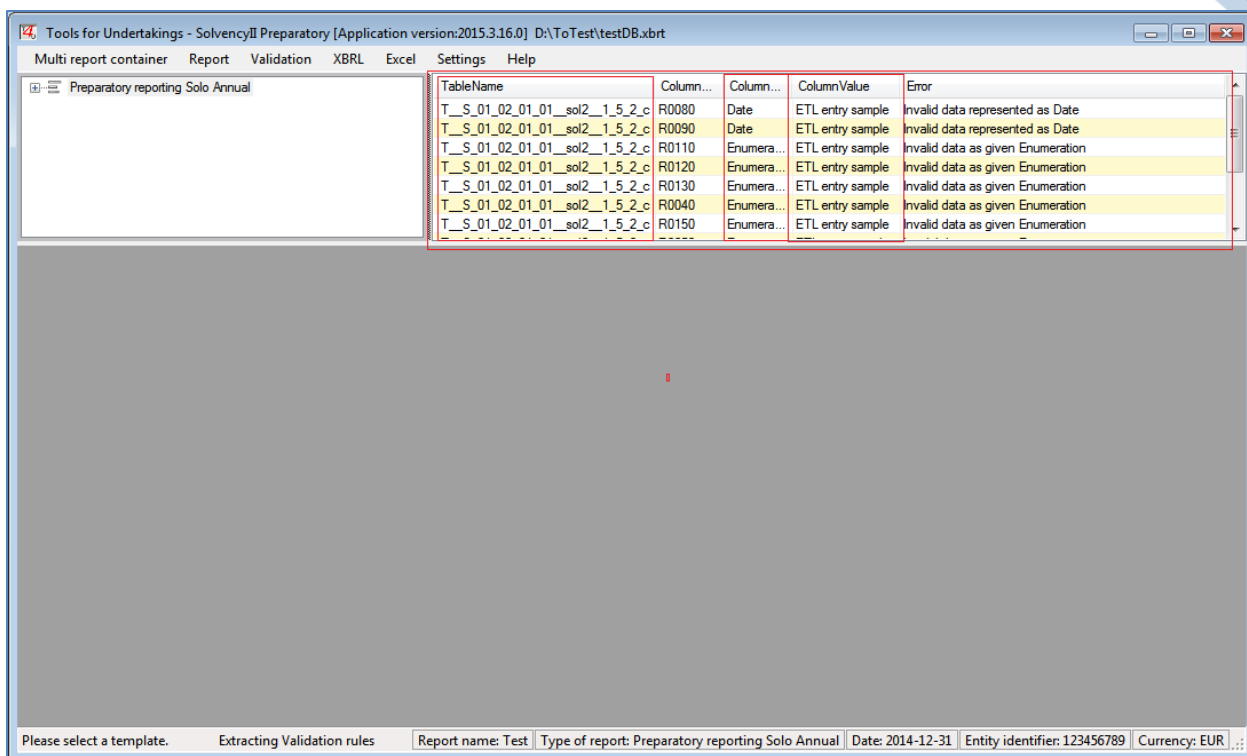 Tools for Undertakings - SolvencyII Preparatory [Application version:2015.3.16.0] D:\ToTest\testDB.xbrt
Multi report container Report Validation XBRL Excel Settings Help
Preparatory reporting Solo Annual
TableName Column... Column... ColumnValue Error
T__S_01_02_01_01__sol2__1_5_2_c R0080 Date ETL entry sample Invalid data represented as Date
T__S_01_02_01_01__sol2__1_5_2_c R0090 Date ETL entry sample Invalid data represented as Date
T__S_01_02_01_01__sol2__1_5_2_c R0110 Enumera... ETL entry sample Invalid data as given Enumeration
T__S_01_02_01_01__sol2__1_5_2_c R0120 Enumera... ETL entry sample Invalid data as given Enumeration
T__S_01_02_01_01__sol2__1_5_2_c R0130 Enumera... ETL entry sample Invalid data as given Enumeration
T__S_01_02_01_01__sol2__1_5_2_c R0040 Enumera... ETL entry sample Invalid data as given Enumeration
T__S_01_02_01_01__sol2__1_5_2_c R0150 Enumera... ETL entry sample Invalid data as given Enumeration
Please select a template. Extracting Validation rules Report name: Test Type of report: Preparatory reporting Solo Annual Date: 2014-12-31 Entity identifier: 123456789 Currency: EUR